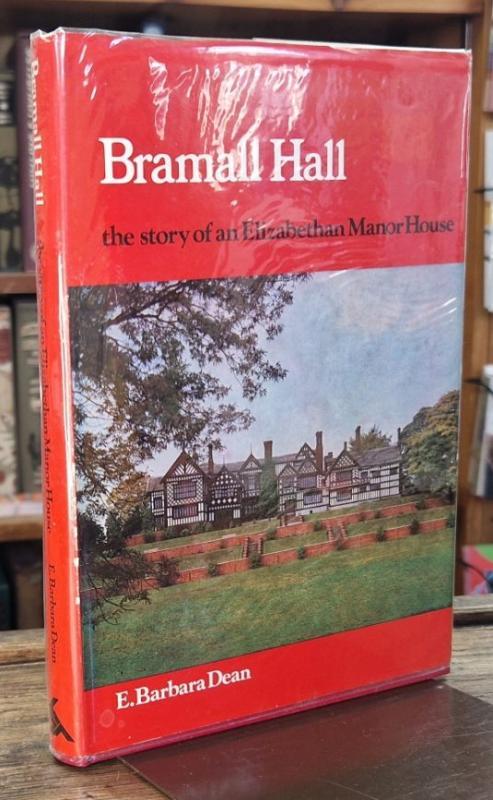 Bramall Hall
the story of an Elizabethan Manor House
E. Barbara Dean
Bramall Hall
the story of an Elizabethan Manor House
E. Barbara Dean